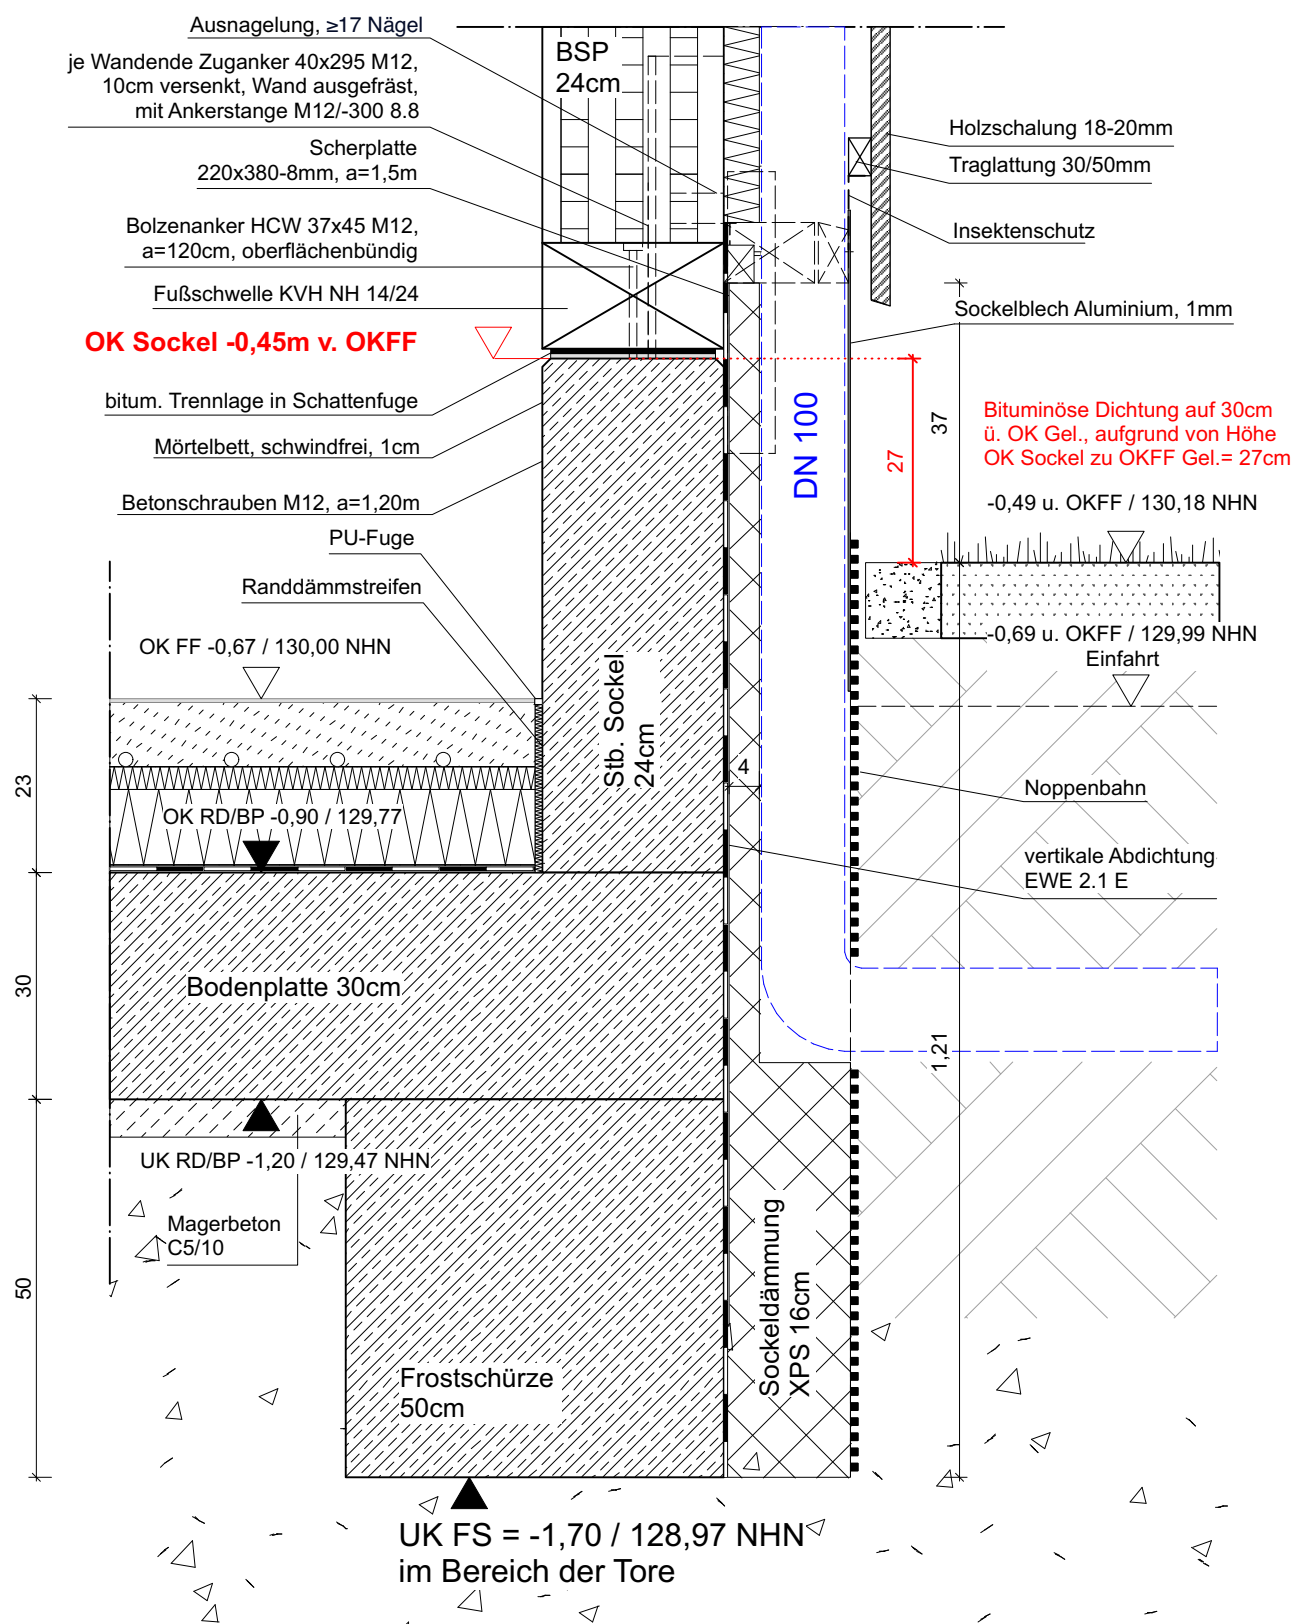 Ausnagelung, ≥17 Nägel
je Wandende Zuganker 40x295 M12,
10cm versenkt, Wand ausgefräst,
mit Ankerstange M12/-300 8.8
Scherplatte
220x380-8mm, a=1,5m
Bolzenanker HCW 37x45 M12,
a=120cm, oberflächenbündig
Fußschwelle KVH NH 14/24
OK Sockel -0,45m v. OKFF
bitum. Trennlage in Schattenfuge
Mörtelbett, schwindfrei, 1cm
Betonschrauben M12, a=1,20m
PU-Fuge
Randdämmstreifen
OK FF -0,67 / 130,00 NHN
BSP
24cm
Holzschalung 18-20mm
Traglattung 30/50mm
Insektenschutz
Sockelblech Aluminium, 1mm
DN 100
27
37
Bituminöse Dichtung auf 30cm
ü. OK Gel., aufgrund von Höhe
OK Sockel zu OKFF Gel.= 27cm
-0,49 u. OKFF / 130,18 NHN
-0,69 u. OKFF / 129,99 NHN
Einfahrt
Stb. Sockel
24cm
4
23
OK RD/BP -0,90 / 129,77
Noppenbahn
vertikale Abdichtung
EWE 2.1 E
30
Bodenplatte 30cm
1,21
UK RD/BP -1,20 / 129,47 NHN
Magerbeton
C5/10
50
Frostschürze
50cm
Sockeldämmung
XPS 16cm
UK FS = -1,70 / 128,97 NHN
im Bereich der Tore